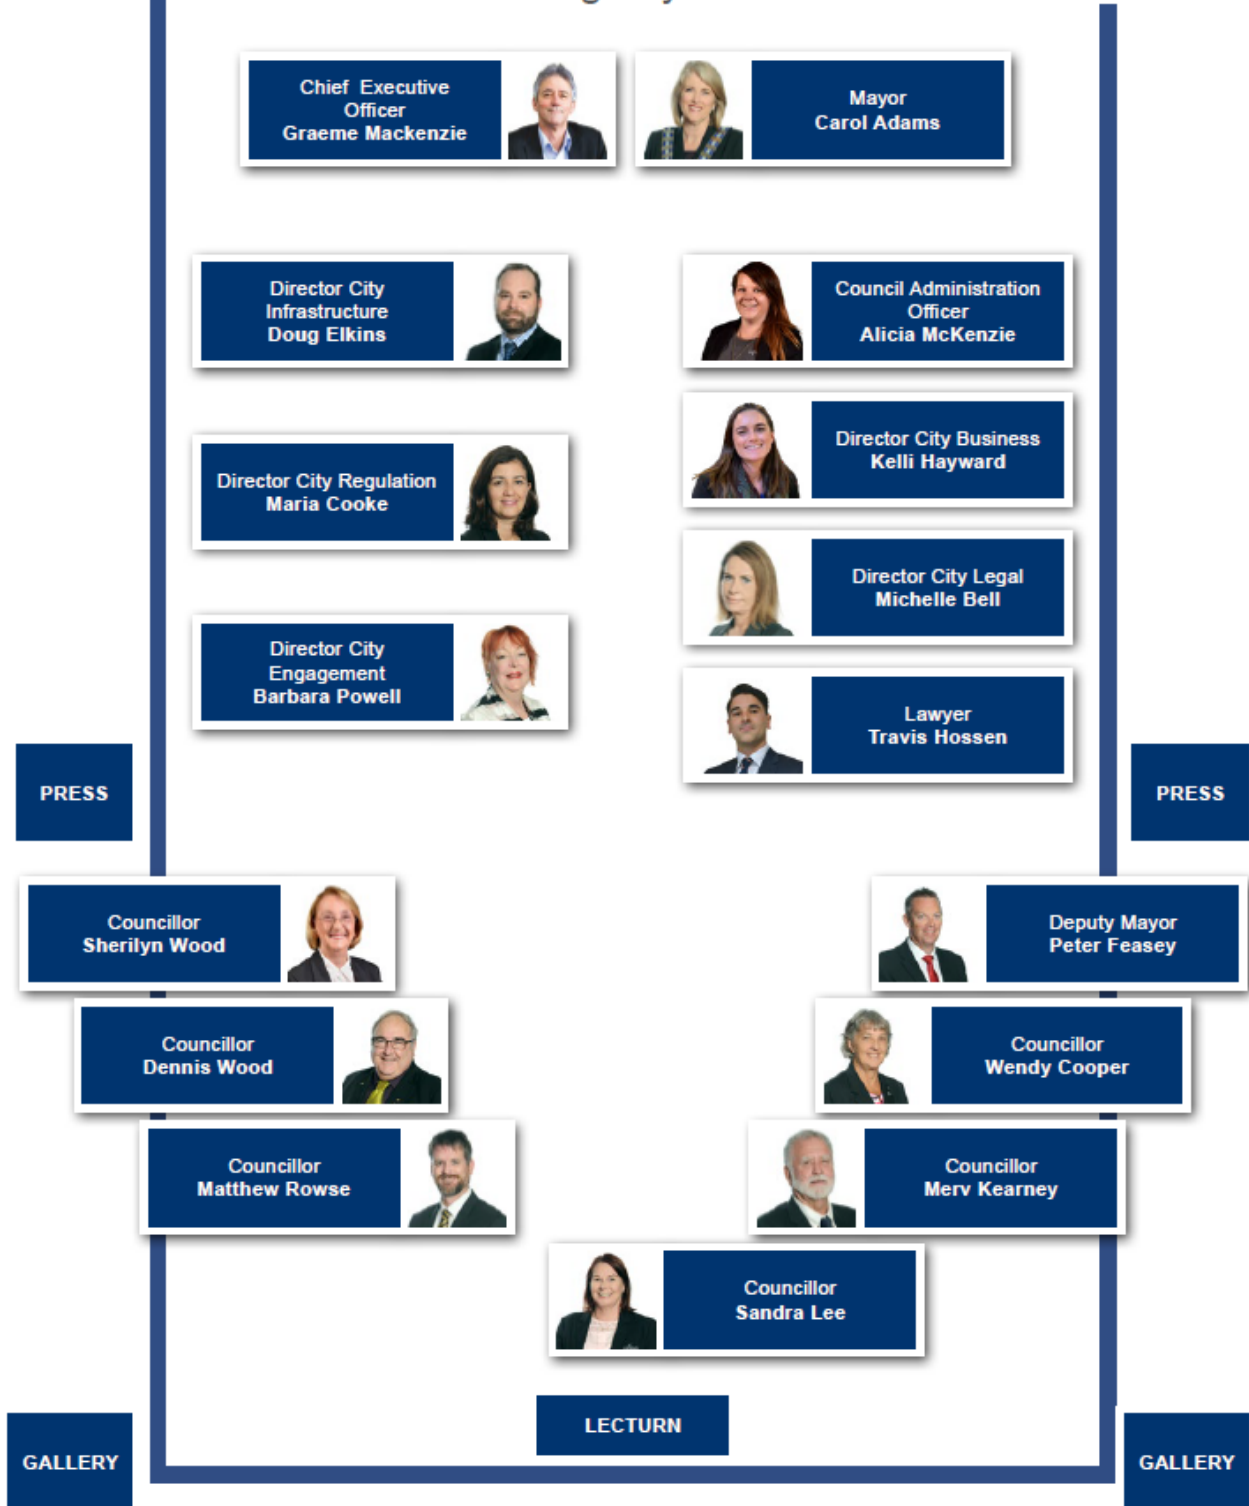 Chief Executive
Officer
Graeme Mackenzie
Mayor
Carol Adams
Director City
Infrastructure
Doug Elkins
Council Administration
Officer
Alicia McKenzie
Director City Business
Kelli Hayward
Director City Regulation
Maria Cooke
Director City Legal
Michelle Bell
Director City
Engagement
Barbara Powell
Lawyer
Travis Hossen
PRESS
PRESS
Councillor
Sherilyn Wood
Deputy Mayor
Peter Feasey
Councillor
Dennis Wood
Councillor
Wendy Cooper
Councillor
Matthew Rowse
Councillor
Merv Kearney
Councillor
Sandra Lee
LECTURN
GALLERY
GALLERY